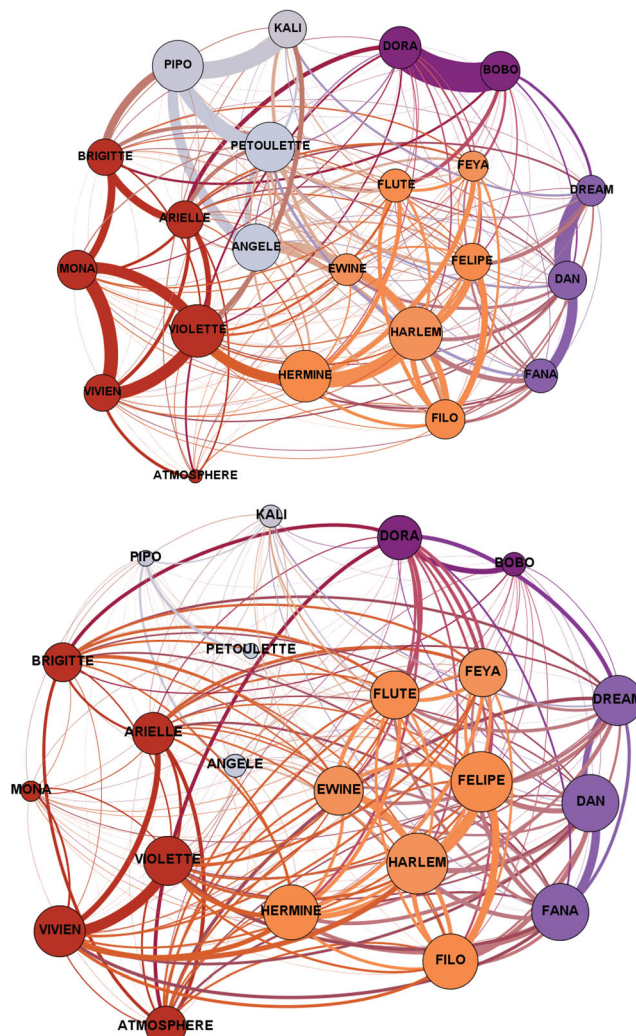 KALI
DORA
PIPO
BOBO
PETOULETTE
BRIGITTE
FEYA
FLUTE
DREAM
ARIELLE
ANGELE
EWINE
FELIPE
MONA
DAN
VIOLETTE
HARLEM
HERMINE
FANA
VIVIEN
FILO
ATMOSPHERE
KALI
DORA
PIPO
BOBO
PETOULETTE
BRIGITTE
FEYA
FLUTE
DREAM
ARIELLE
ANGELE
MONA
EWINE
FELIPE
DAN
VIOLETTE
HARLEM
HERMINE
FANA
VIVIEN
FILO
ATMOSPHERE